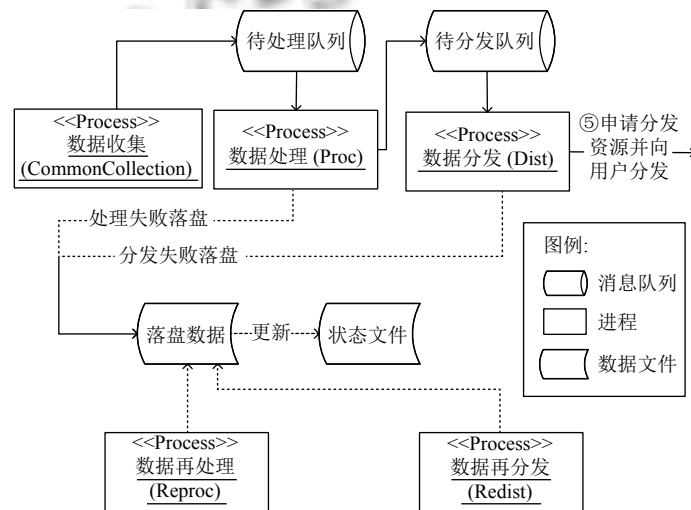 待处理队列
待分发队列
<<Process>>
数据收集
(CommonCollection)
<<Process>>
数据处理 (Proc)
<<Process>>
数据分发 (Dist)
⑤申请分发
资源并向
用户分发
处理失败落盘
分发失败落盘
图例:
消息队列
进程
数据文件
落盘数据
更新
状态文件
<<Process>>
数据再处理
(Reproc)
<<Process>>
数据再分发
(Redist)